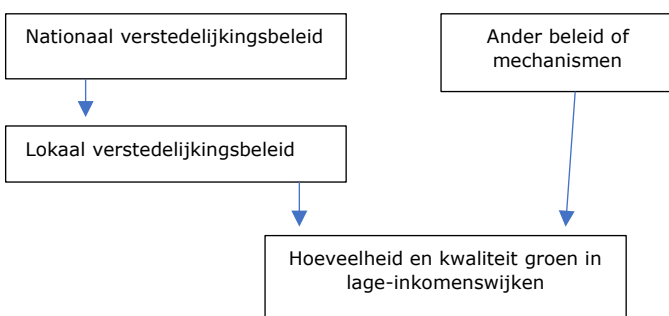 Nationaal verstedelijkingsbeleid
Ander beleid of
mechanismen
Lokaal verstedelijkingsbeleid
Hoeveelheid en kwaliteit groen in
lage-inkomenswijken